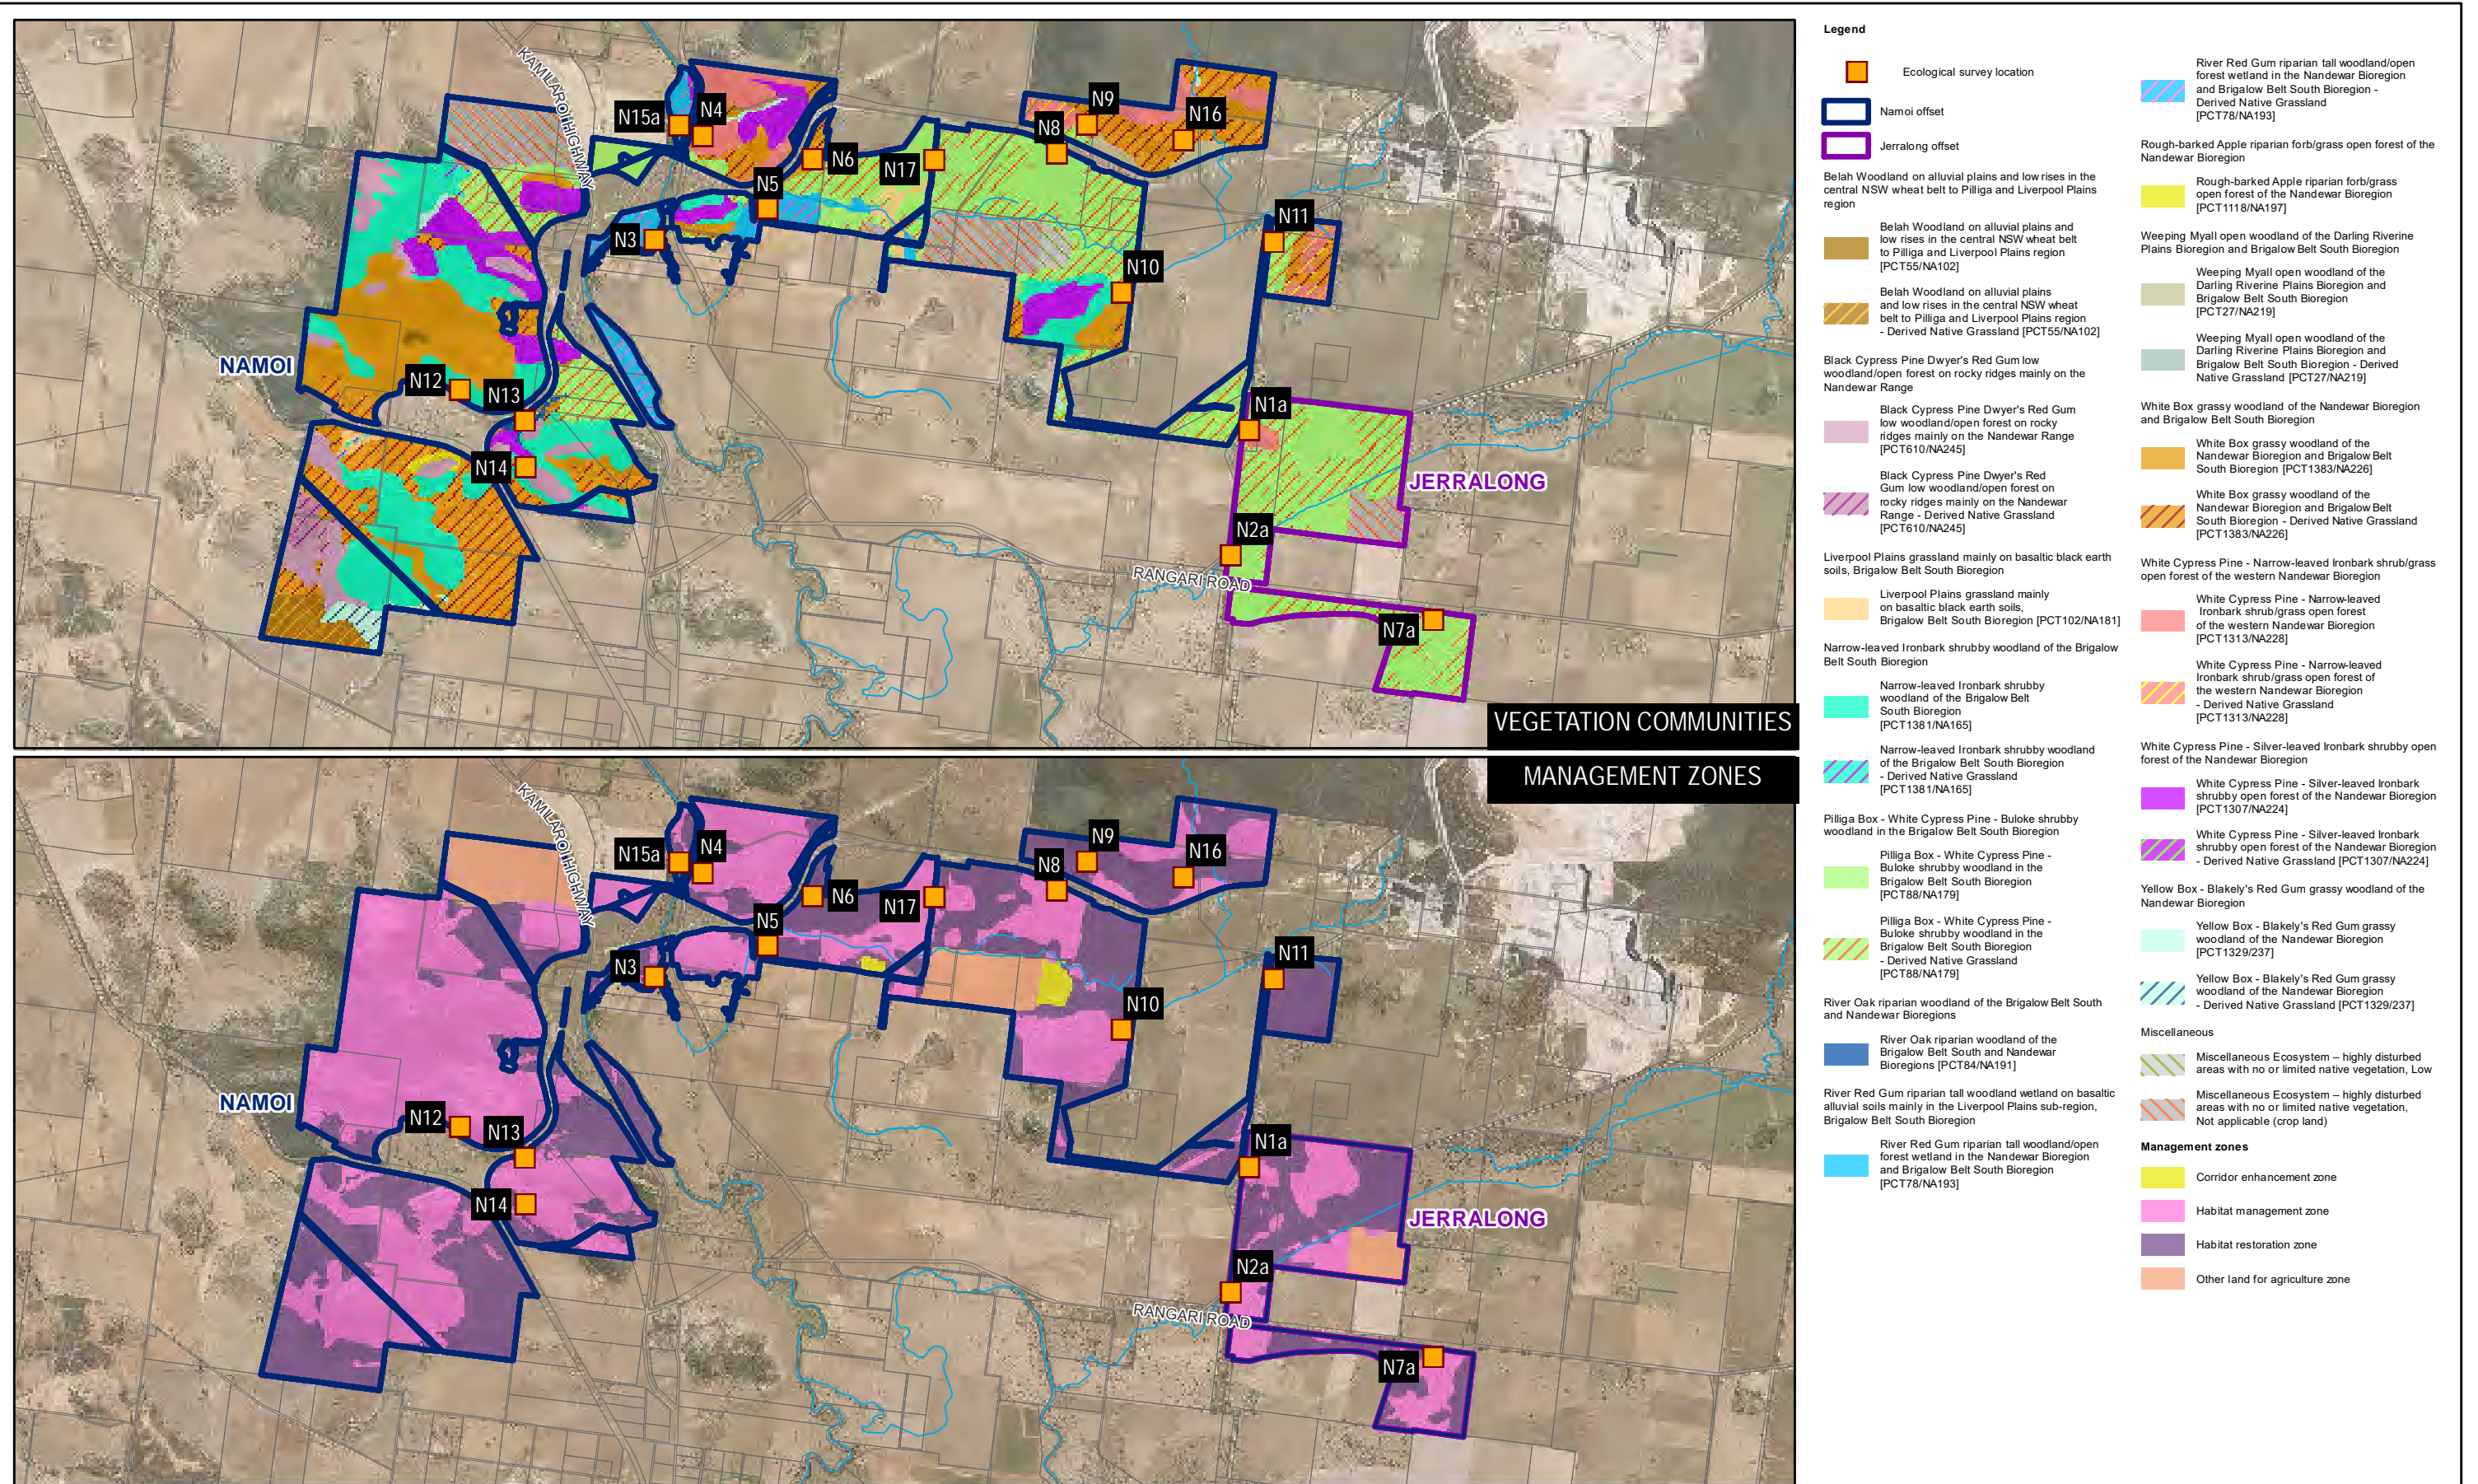 KAMILAROI HIGHWAY
N15a
N4
N9
N16
N8
N6
N17
N5
N3
N11
N10
NAMOI
N12
N13
N14
N1a
JERRALONG
N2a
RANGARI ROAD
N7a
VEGETATION COMMUNITIES
MANAGEMENT ZONES
KAMILAROI HIGHWAY
N15a
N4
N9
N16
N8
N6
N17
N5
N3
N11
N10
NAMOI
N12
N13
N14
N1a
JERRALONG
N2a
RANGARI ROAD
N7a
Legend
Ecological survey location
Namoi offset
Jerralong offset
Belah Woodland on alluvial plains and low rises in the
central NSW wheat belt to Pilliga and Liverpool Plains
region
Belah Woodland on alluvial plains and
low rises in the central NSW wheat belt
to Pilliga and Liverpool Plains region
[PCT55/NA102]
Belah Woodland on alluvial plains
and low rises in the central NSW wheat
belt to Pilliga and Liverpool Plains region
- Derived Native Grassland [PCT55/NA102]
Black Cypress Pine Dwyer's Red Gum low
woodland/open forest on rocky ridges mainly on the
Nandewar Range
Black Cypress Pine Dwyer's Red Gum
low woodland/open forest on rocky
ridges mainly on the Nandewar Range
[PCT610/NA245]
Black Cypress Pine Dwyer's Red
Gum low woodland/open forest on
rocky ridges mainly on the Nandewar
Range - Derived Native Grassland
[PCT610/NA245]
Liverpool Plains grassland mainly on basaltic black earth
soils, Brigalow Belt South Bioregion
Liverpool Plains grassland mainly
on basaltic black earth soils,
Brigalow Belt South Bioregion [PCT102/NA181]
Narrow-leaved Ironbark shrubby woodland of the Brigalow
Belt South Bioregion
Narrow-leaved Ironbark shrubby
woodland of the Brigalow Belt
South Bioregion
[PCT1381/NA165]
Narrow-leaved Ironbark shrubby woodland
of the Brigalow Belt South Bioregion
- Derived Native Grassland
[PCT1381/NA165]
Pilliga Box - White Cypress Pine - Buloke shrubby
woodland in the Brigalow Belt South Bioregion
Pilliga Box - White Cypress Pine -
Buloke shrubby woodland in the
Brigalow Belt South Bioregion
[PCT88/NA179]
Pilliga Box - White Cypress Pine -
Buloke shrubby woodland in the
Brigalow Belt South Bioregion
- Derived Native Grassland
[PCT88/NA179]
River Oak riparian woodland of the Brigalow Belt South
and Nandewar Bioregions
River Oak riparian woodland of the
Brigalow Belt South and Nandewar
Bioregions [PCT84/NA191]
River Red Gum riparian tall woodland wetland on basaltic
alluvial soils mainly in the Liverpool Plains sub-region,
Brigalow Belt South Bioregion
River Red Gum riparian tall woodland/open
forest wetland in the Nandewar Bioregion
and Brigalow Belt South Bioregion
[PCT78/NA193]
River Red Gum riparian tall woodland/open
forest wetland in the Nandewar Bioregion
and Brigalow Belt South Bioregion -
Derived Native Grassland
[PCT78/NA193]
Rough-barked Apple riparian forb/grass open forest of the
Nandewar Bioregion
Rough-barked Apple riparian forb/grass
open forest of the Nandewar Bioregion
[PCT1118/NA197]
Weeping Myall open woodland of the Darling Riverine
Plains Bioregion and Brigalow Belt South Bioregion
Weeping Myall open woodland of the
Darling Riverine Plains Bioregion and
Brigalow Belt South Bioregion
[PCT27/NA219]
Weeping Myall open woodland of the
Darling Riverine Plains Bioregion and
Brigalow Belt South Bioregion - Derived
Native Grassland [PCT27/NA219]
White Box grassy woodland of the Nandewar Bioregion
and Brigalow Belt South Bioregion
White Box grassy woodland of the
Nandewar Bioregion and Brigalow Belt
South Bioregion [PCT1383/NA226]
White Box grassy woodland of the
Nandewar Bioregion and Brigalow Belt
South Bioregion - Derived Native Grassland
[PCT1383/NA226]
White Cypress Pine - Narrow-leaved Ironbark shrub/grass
open forest of the western Nandewar Bioregion
White Cypress Pine - Narrow-leaved
Ironbark shrub/grass open forest
of the western Nandewar Bioregion
[PCT1313/NA228]
White Cypress Pine - Narrow-leaved
Ironbark shrub/grass open forest of
the western Nandewar Bioregion
- Derived Native Grassland
[PCT1313/NA228]
White Cypress Pine - Silver-leaved Ironbark shrubby open
forest of the Nandewar Bioregion
White Cypress Pine - Silver-leaved Ironbark
shrubby open forest of the Nandewar Bioregion
[PCT1307/NA224]
White Cypress Pine - Silver-leaved Ironbark
shrubby open forest of the Nandewar Bioregion
- Derived Native Grassland [PCT1307/NA224]
Yellow Box - Blakely's Red Gum grassy woodland of the
Nandewar Bioregion
Yellow Box - Blakely's Red Gum grassy
woodland of the Nandewar Bioregion
[PCT1329/237]
Yellow Box - Blakely's Red Gum grassy
woodland of the Nandewar Bioregion
- Derived Native Grassland [PCT1329/237]
Miscellaneous
Miscellaneous Ecosystem – highly disturbed
areas with no or limited native vegetation, Low
Miscellaneous Ecosystem – highly disturbed
areas with no or limited native vegetation,
Not applicable (crop land)
Management zones
Corridor enhancement zone
Habitat management zone
Habitat restoration zone
Other land for agriculture zone